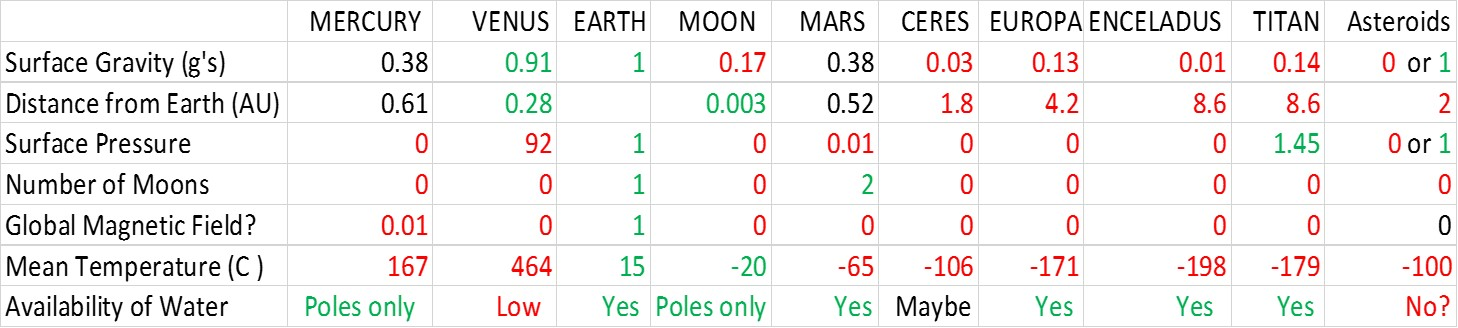 MERCURY VENUS EARTH MOON MARS CERES EUROPA ENCELADUS TITAN Asteroids
Surface Gravity (g's) 0.38 0.91 1 0.17 0.38 0.03 0.13 0.01 0.14 0 or 1
Distance from Earth (AU) 0.61 0.28 0.003 0.52 1.8 4.2 8.6 8.6 2
Surface Pressure 0 92 1 0 0.01 0 0 0 1.45 0 or 1
Number of Moons 0 0 1 0 2 0 0 0 0 0
Global Magnetic Field? 0.01 0 1 0 0 0 0 0 0 0
Mean Temperature (C ) 167 464 15 -20 -65 -106 -171 -198 -179 -100
Availability of Water Poles only Low Yes Poles only Yes Maybe Yes Yes Yes No?